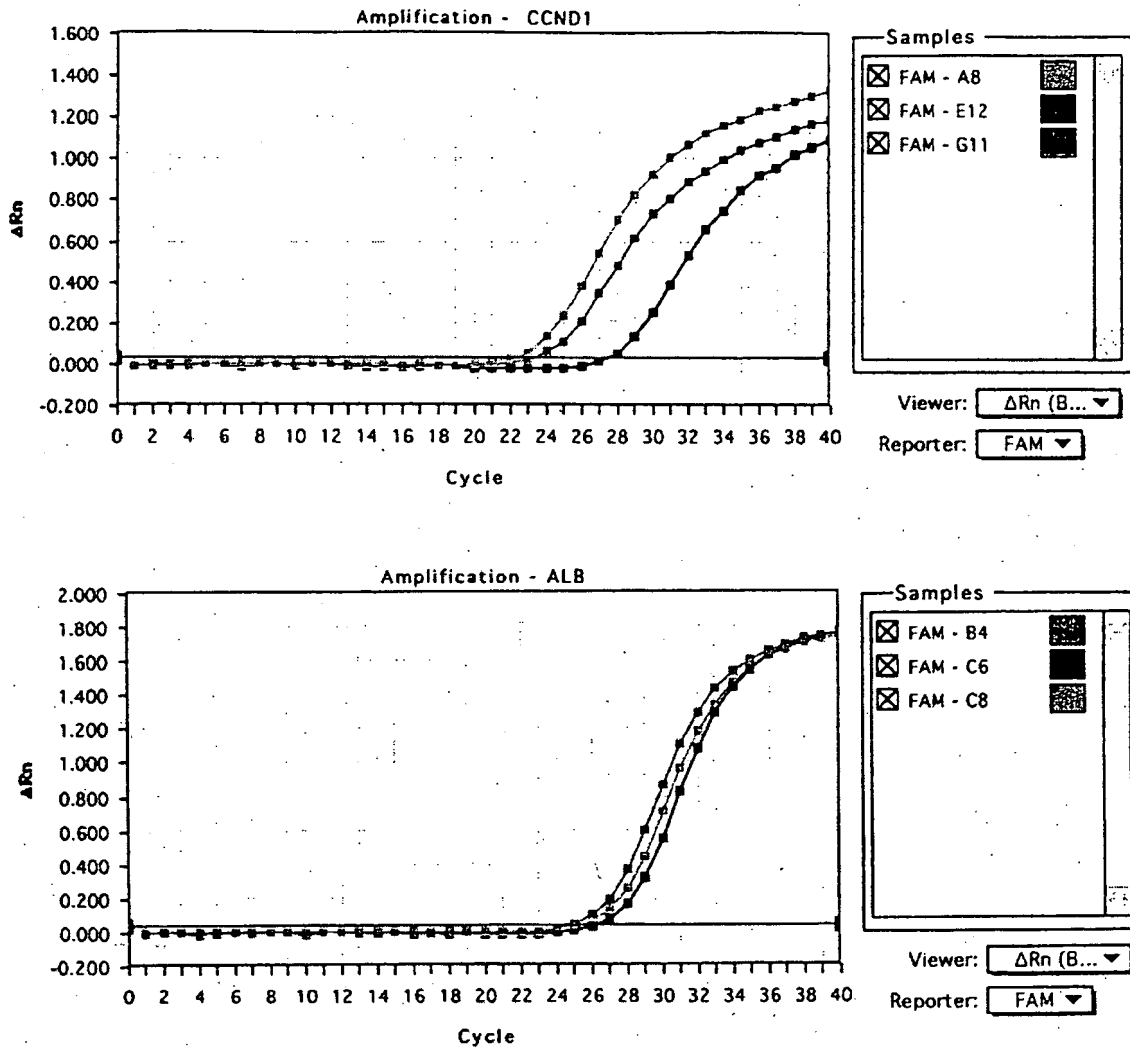 Amplification - CCND1
1.600
1.400
1.200
1.000
0.800
0.600
0.400
0.200
0.000
-0.200
ΔRn
0 2 4 6 8 10 12 14 16 18 20 22 24 26 28 30 32 34 36 38 40
Cycle
Samples
FAM - A8
FAM - E12
FAM - G11
Viewer: ΔRn (B...
Reporter: FAM
Amplification - ALB
2.000
1.800
1.600
1.400
1.200
1.000
0.800
0.600
0.400
0.200
0.000
-0.200
ΔRn
0 2 4 6 8 10 12 14 16 18 20 22 24 26 28 30 32 34 36 38 40
Cycle
Samples
FAM - B4
FAM - C6
FAM - C8
Viewer: ΔRn (B...
Reporter: FAM